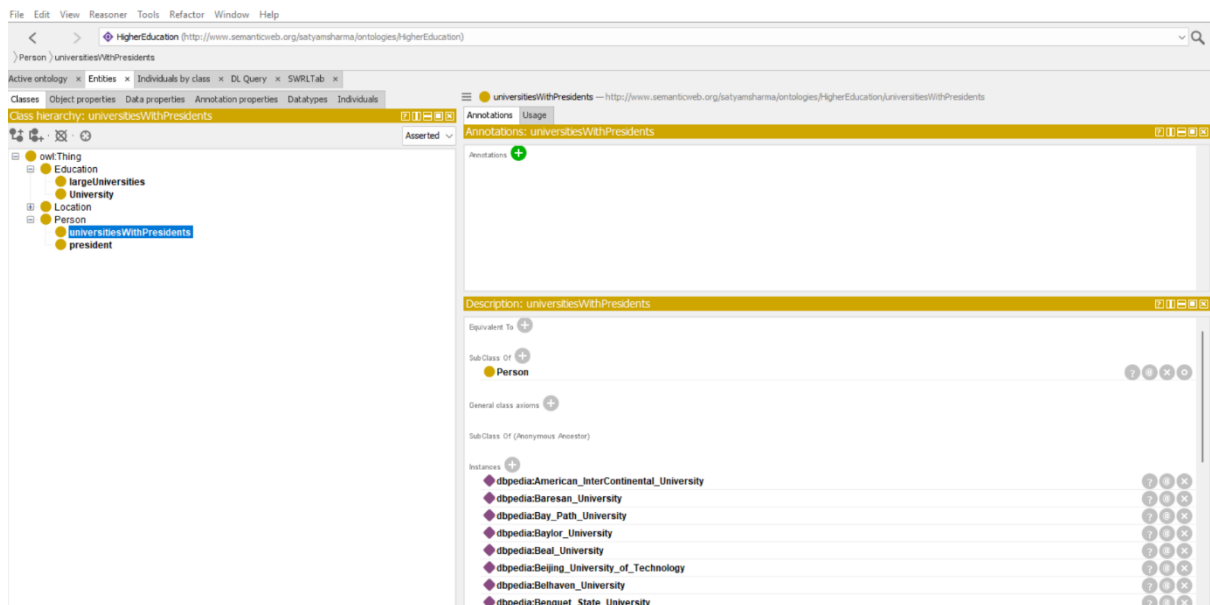 File Edit View Reasoner Tools Refactor Window Help
< > HigherEducation (http://www.semanticweb.org/satyamsharma/ontologies/HigherEducation)
Person universitiesWithPresidents
Active ontology × Entities × Individuals by class × DL Query × SWRLTab ×
Classes Object properties Data properties Annotation properties Datatypes Individuals
Class hierarchy: universitiesWithPresidents
Asserted
owl:Thing
Education
largeUniversities
University
Location
Person
universitiesWithPresidents
president
universitiesWithPresidents — http://www.semanticweb.org/satyamsharma/ontologies/HigherEducation/universitiesWithPresidents
Annotations Usage
Annotations: universitiesWithPresidents
Annotations
Description: universitiesWithPresidents
Equivalent To
SubClass Of
Person
General class axioms
SubClass Of (Anonymous Ancestor)
Instances
dbpedia:American_InterContinental_University
dbpedia:Baresan_University
dbpedia:Bay_Path_University
dbpedia:Baylor_University
dbpedia:Beal_University
dbpedia:Beijing_University_of_Technology
dbpedia:Belhaven_University
dbpedia:Benguet_State_University